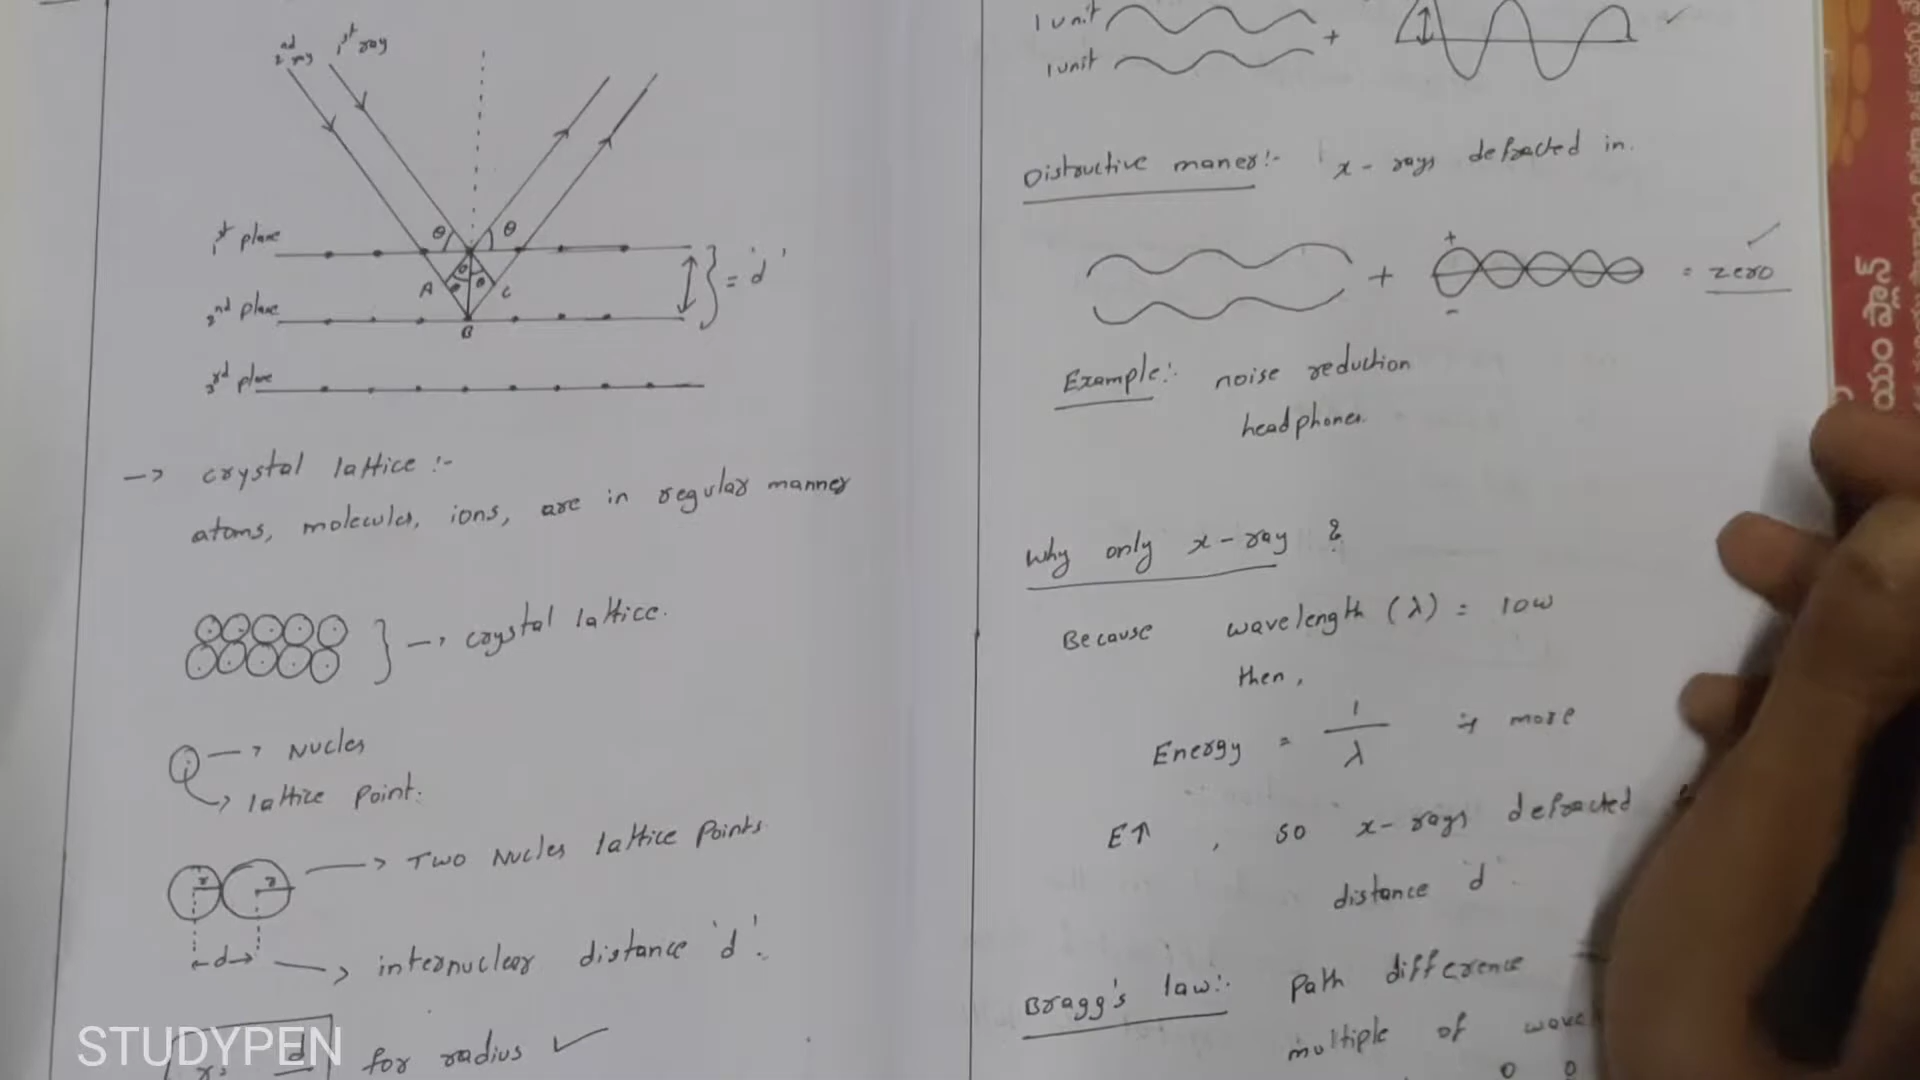 2nd ray 1st ray
θ θ
1st plane
A θ θ C
= 'd'
2nd plane
B
3rd plane
-> crystal lattice :-
atoms, molecules, ions, are in regular manner
} -> crystal lattice.
-> Nucles
-> lattice point.
r r -> Two Nucles lattice points
<-d-> -> internuclear distance 'd'.
r = d for radius ✓
STUDYPEN
1 unit
1 unit + ✓
Distructive maner:- x-rays defracted in.
+ + - = zero ✓
Example:- noise reduction
headphones.
Why only x-ray ?
Because wavelength (λ) = low
then,
Energy = 1/λ is more
E↑ , so x-rays defracted
distance 'd'.
Bragg's law:- Path difference
multiple of
యం ప్లాన్